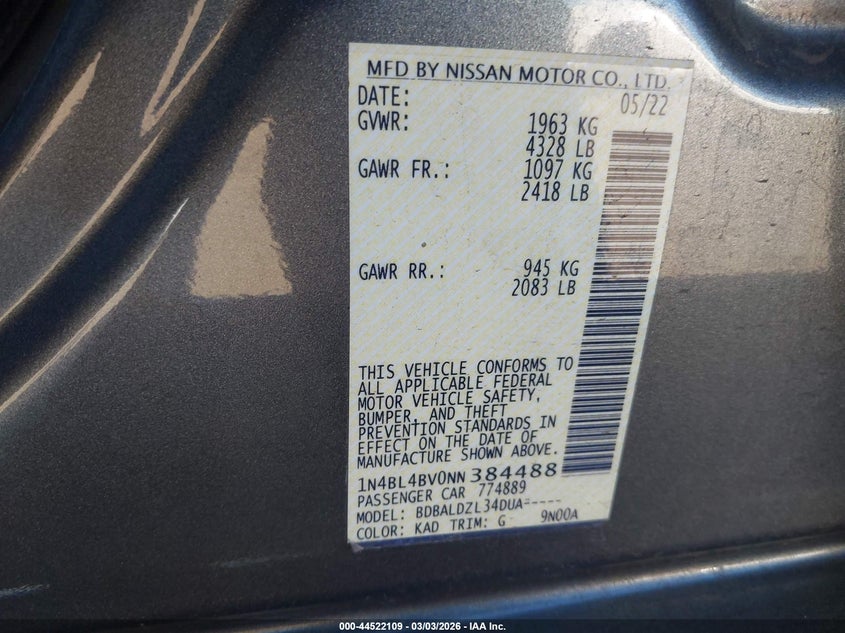 MFD BY NISSAN MOTOR CO., LTD.
DATE: 05/22
GVWR: 1963 KG
4328 LB
GAWR FR.: 1097 KG
2418 LB
GAWR RR.: 945 KG
2083 LB
THIS VEHICLE CONFORMS TO
ALL APPLICABLE FEDERAL
MOTOR VEHICLE SAFETY,
BUMPER, AND THEFT
PREVENTION STANDARDS IN
EFFECT ON THE DATE OF
MANUFACTURE SHOWN ABOVE.
1N4BL4BV0NN384488
PASSENGER CAR 774889
MODEL: BDBALDZL34DUA-----
COLOR: KAD TRIM: G 9N00A
000-44522109 - 03/03/2026 - IAA Inc.